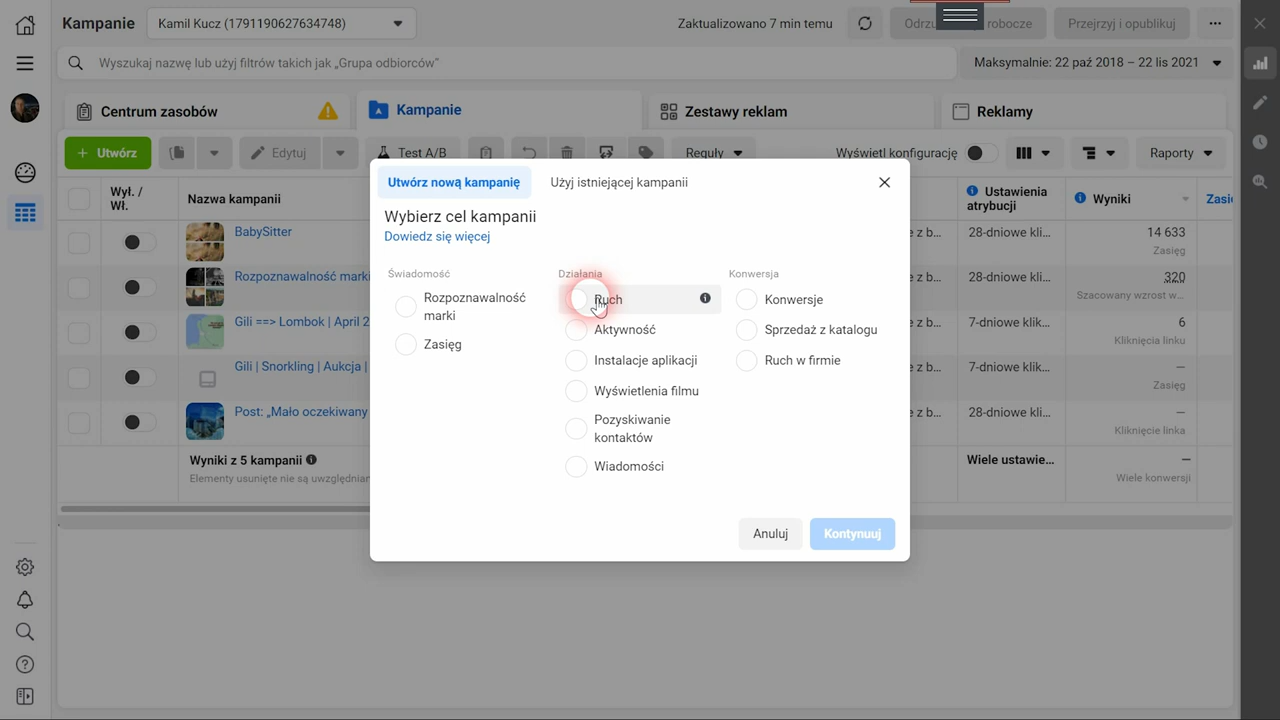 Kampanie
Kamil Kucz (1791190627634748)
Zaktualizowano 7 min temu
Odrzu
robocze
Przejrzyj i opublikuj
Wyszukaj nazwę lub użyj filtrów takich jak „Grupa odbiorców"
Maksymalnie: 22 paź 2018 – 22 lis 2021
Centrum zasobów
Kampanie
Zestawy reklam
Reklamy
+ Utwórz
Edytuj
Test A/B
Reguły
Wyświetl konfigurację
Raporty
Wył. /
Wł.
Nazwa kampanii
Ustawienia
atrybucji
Wyniki
Zasię
BabySitter
e z b...
28-dniowe klik...
14 633
Zasięg
Rozpoznawalność marki
e z b...
28-dniowe klik...
320
Szacowany wzrost w...
Gili ==> Lombok | April 2
e z b...
7-dniowe klik...
6
Kliknięcia linku
Gili | Snorkling | Aukcja |
e z b...
7-dniowe klik...
—
Zasięg
Post: „Mało oczekiwany
e z b...
28-dniowe klik...
—
Kliknięcie linka
Wyniki z 5 kampanii
Elementy usunięte nie są uwzględnian
Wiele ustawie...
—
Wiele konwersji
Utwórz nową kampanię
Użyj istniejącej kampanii
Wybierz cel kampanii
Dowiedz się więcej
Świadomość
Rozpoznawalność
marki
Zasięg
Działania
Ruch
Aktywność
Instalacje aplikacji
Wyświetlenia filmu
Pozyskiwanie
kontaktów
Wiadomości
Konwersja
Konwersje
Sprzedaż z katalogu
Ruch w firmie
Anuluj
Kontynuuj